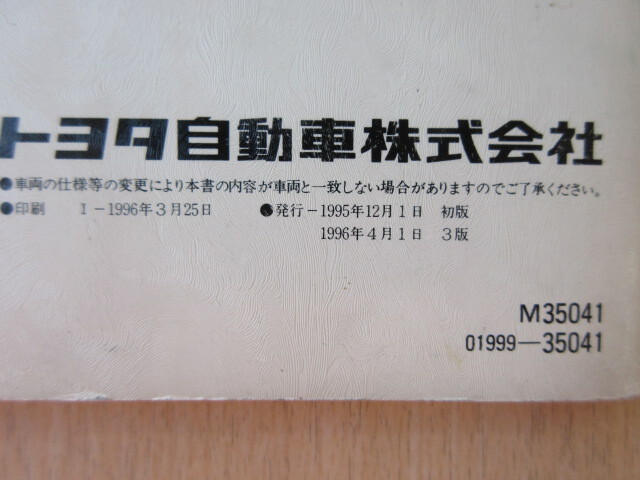 トヨタ自動車株式会社
●車両の仕様等の変更により本書の内容が車両と一致しない場合がありますのでご了承ください。
●印刷 I－1996年3月25日 ●発行－1995年12月1日 初版
1996年4月1日 3版
M35041
01999―35041